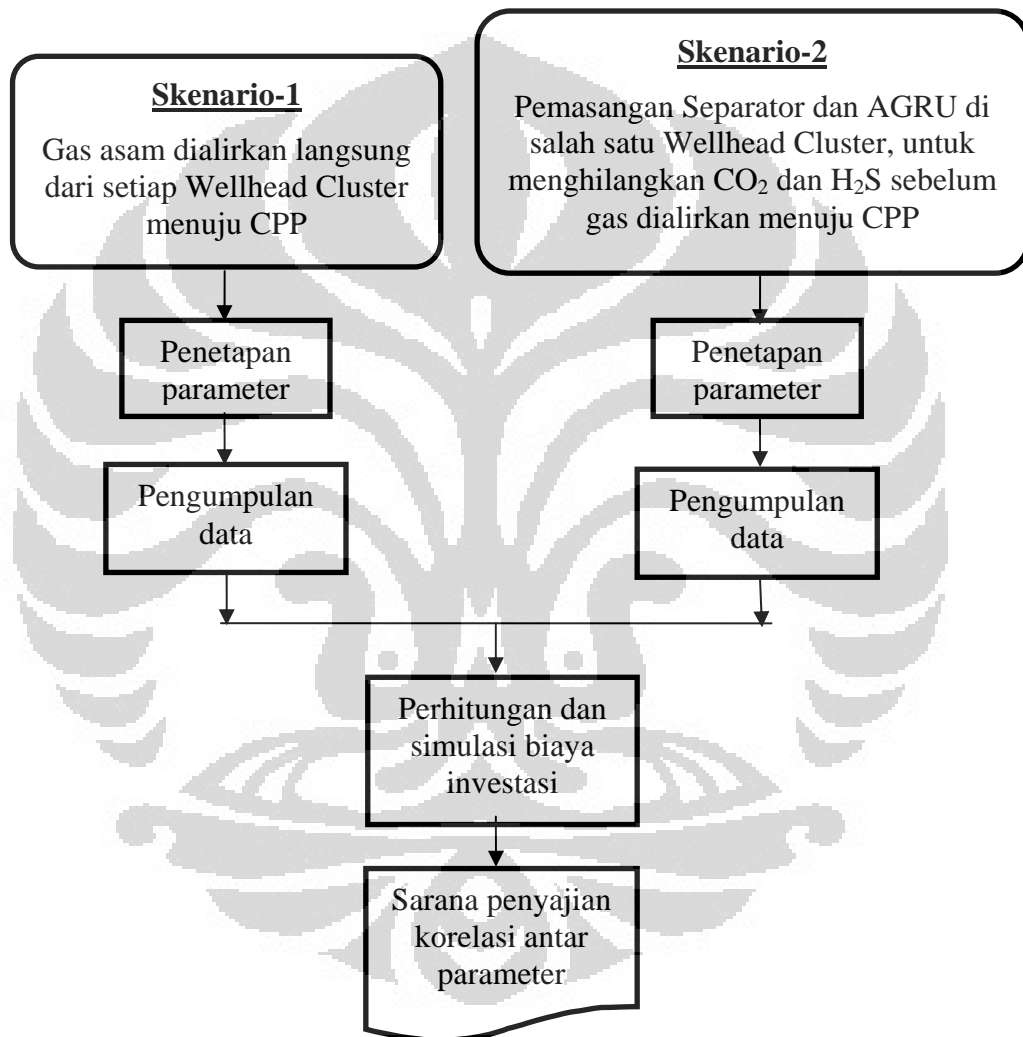 Skenario-1
Gas asam dialirkan langsung
dari setiap Wellhead Cluster
menuju CPP
Skenario-2
Pemasangan Separator dan AGRU di
salah satu Wellhead Cluster, untuk
menghilangkan CO₂ dan H₂S sebelum
gas dialirkan menuju CPP
Penetapan
parameter
Penetapan
parameter
Pengumpulan
data
Pengumpulan
data
Perhitungan dan
simulasi biaya
investasi
Sarana penyajian
korelasi antar
parameter